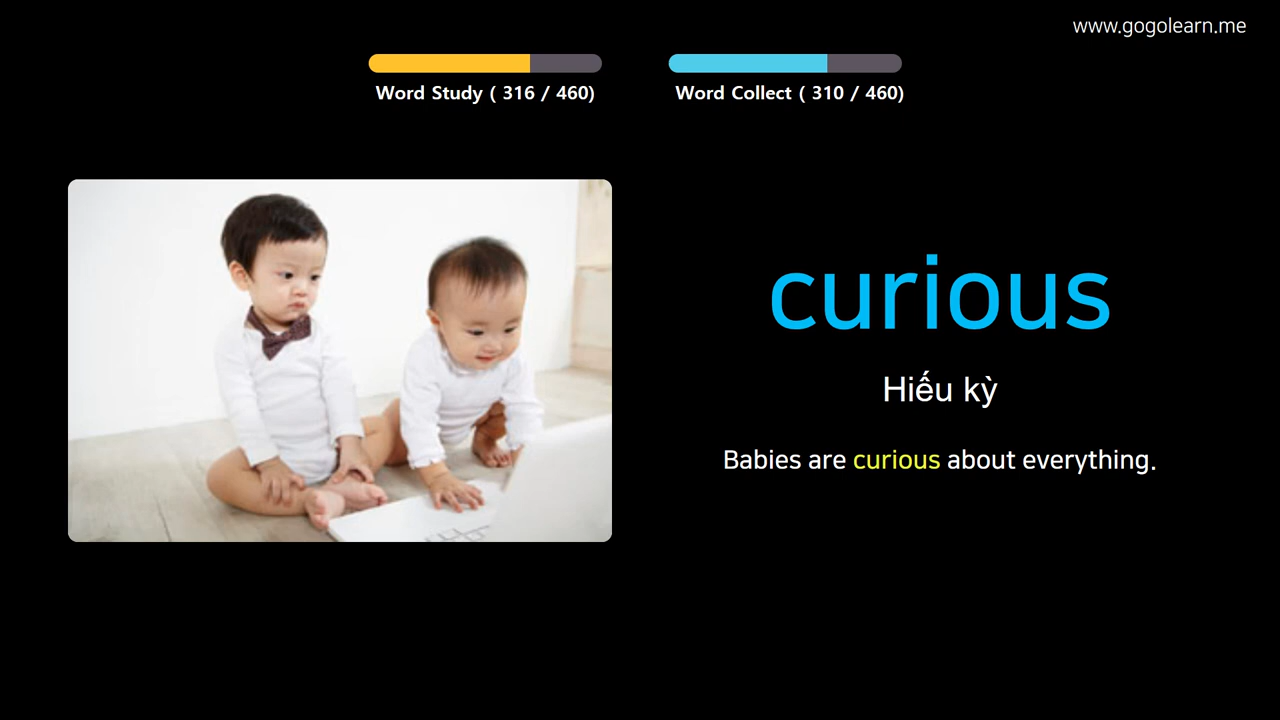 www.gogolearn.me
Word Study ( 316 / 460)
Word Collect ( 310 / 460)
curious
Hiếu kỳ
Babies are curious about everything.